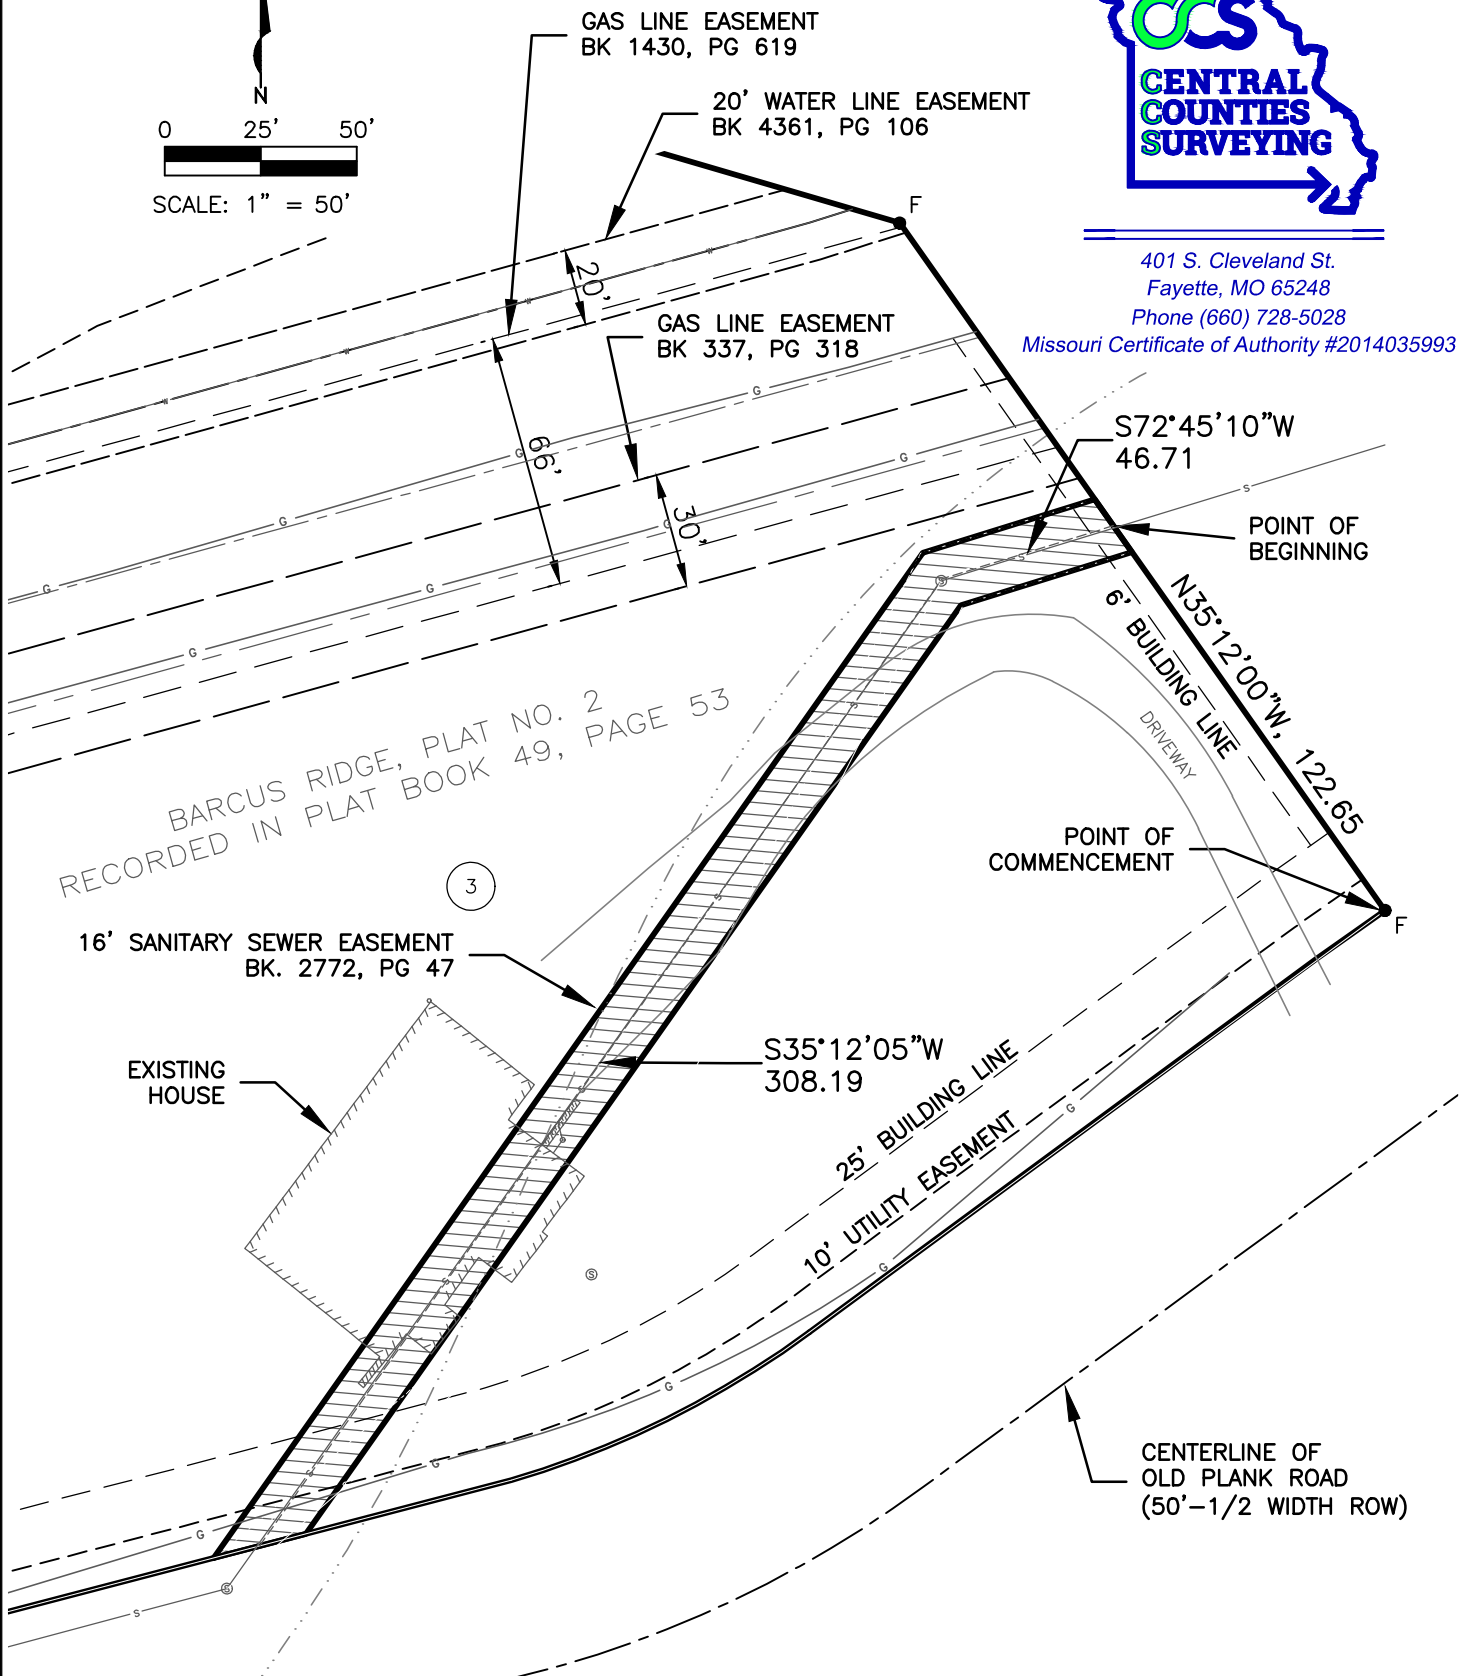 GAS LINE EASEMENT
BK 1430, PG 619
20' WATER LINE EASEMENT
BK 4361, PG 106
N
0 25' 50'
SCALE: 1" = 50'
CCS
CENTRAL
COUNTIES
SURVEYING
401 S. Cleveland St.
Fayette, MO 65248
Phone (660) 728-5028
Missouri Certificate of Authority #2014035993
F
20'
GAS LINE EASEMENT
BK 337, PG 318
66'
30'
S72°45'10"W
46.71
POINT OF
BEGINNING
N35°12'00"W, 122.65
6' BUILDING LINE
DRIVEWAY
BARCUS RIDGE, PLAT NO. 2
RECORDED IN PLAT BOOK 49, PAGE 53
3
POINT OF
COMMENCEMENT
F
16' SANITARY SEWER EASEMENT
BK. 2772, PG 47
S35°12'05"W
308.19
EXISTING
HOUSE
25' BUILDING LINE
10' UTILITY EASEMENT
CENTERLINE OF
OLD PLANK ROAD
(50'-1/2 WIDTH ROW)
W
W
W
W
G
G
G
G
G
G
G
G
S
S
S
S
S
S
S
S
S
G
G
G
G
G
S
S
S